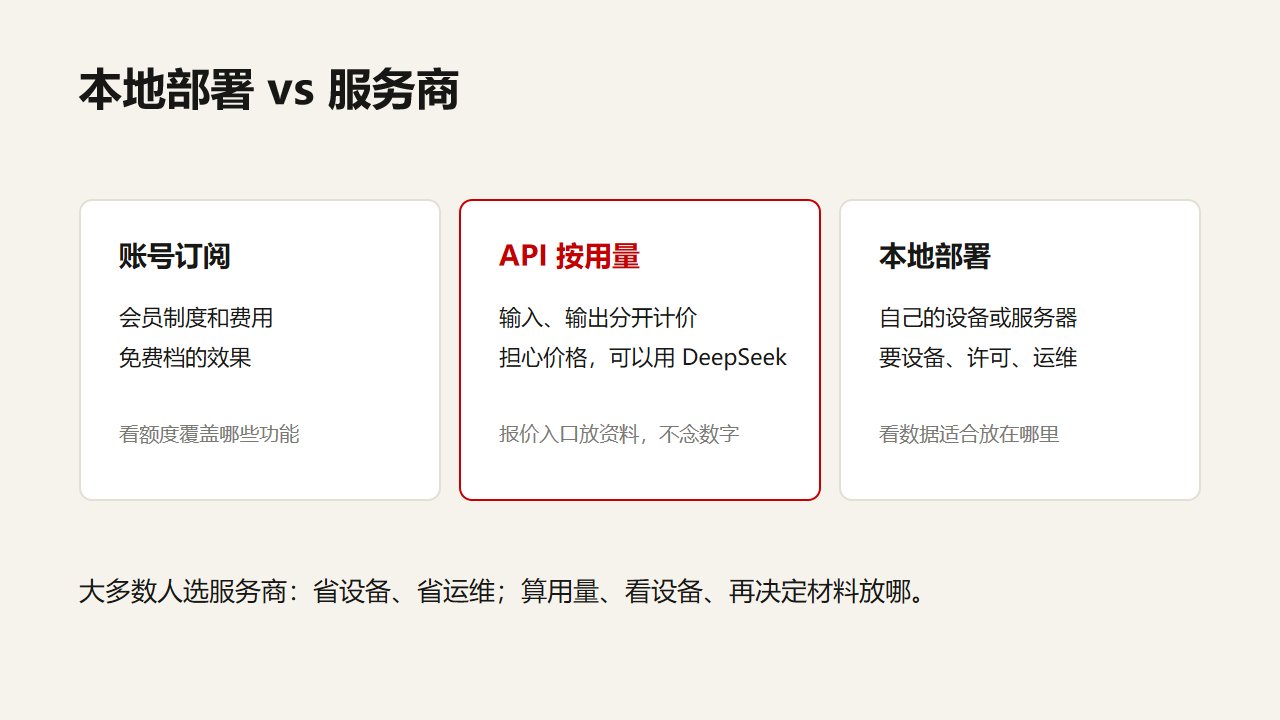 本地部署 vs 服务商
账号订阅
会员制度和费用
免费档的效果
看额度覆盖哪些功能
API 按用量
输入、输出分开计价
担心价格，可以用 DeepSeek
报价入口放资料，不念数字
本地部署
自己的设备或服务器
要设备、许可、运维
看数据适合放在哪里
大多数人选服务商：省设备、省运维；算用量、看设备、再决定材料放哪。